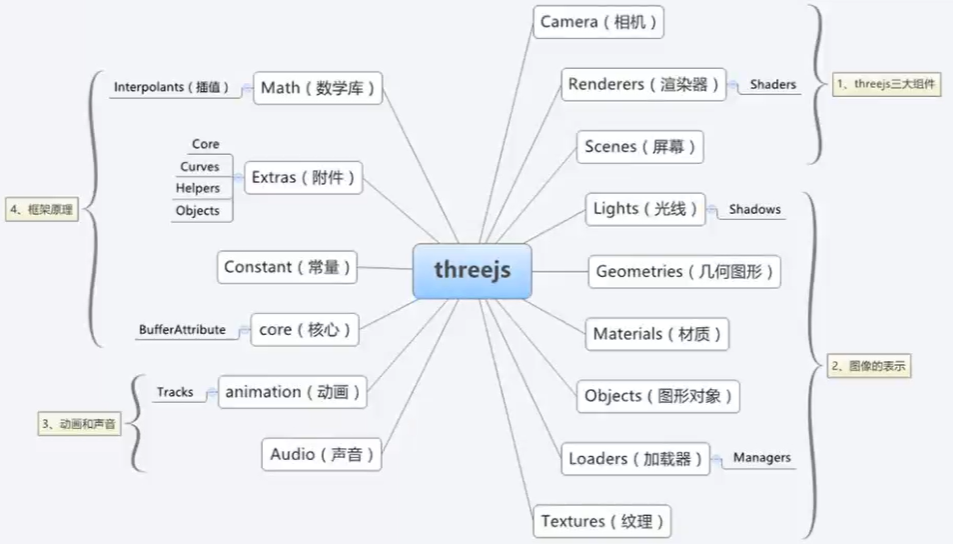 threejs
Camera（相机）
Renderers（渲染器）
Shaders
Scenes（屏幕）
1、threejs三大组件
Lights（光线）
Shadows
Geometries（几何图形）
Materials（材质）
Objects（图形对象）
Loaders（加载器）
Managers
Textures（纹理）
2、图像的表示
animation（动画）
Tracks
Audio（声音）
3、动画和声音
Math（数学库）
Interpolants（插值）
Extras（附件）
Core
Curves
Helpers
Objects
Constant（常量）
core（核心）
BufferAttribute
4、框架原理